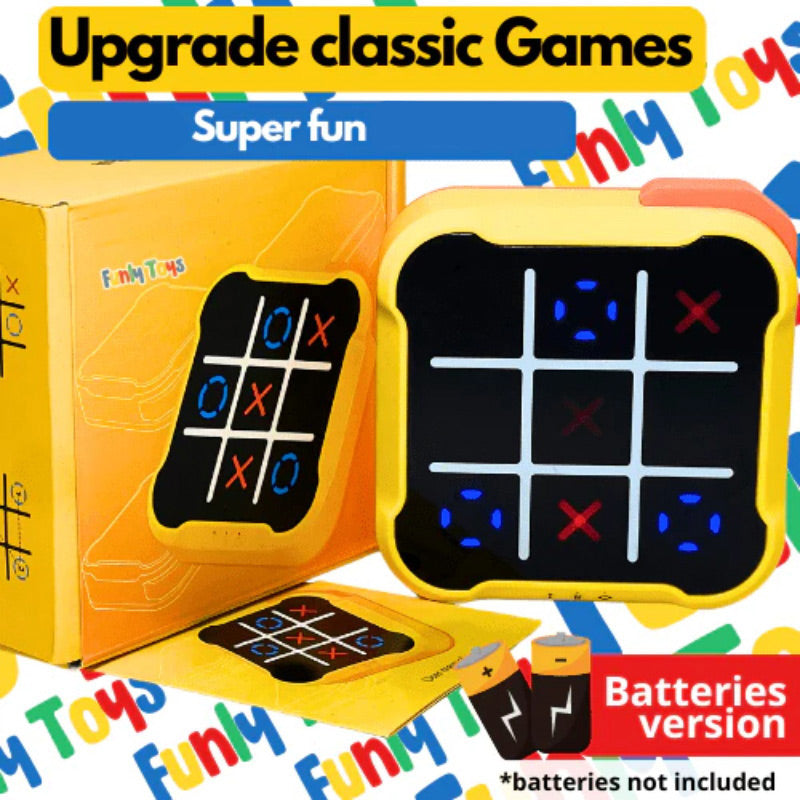 Upgrade classic Games
Super fun
Funly Toys
Funly Toys
Batteries
version
*batteries not included
Toys
Funly Toys
Funly